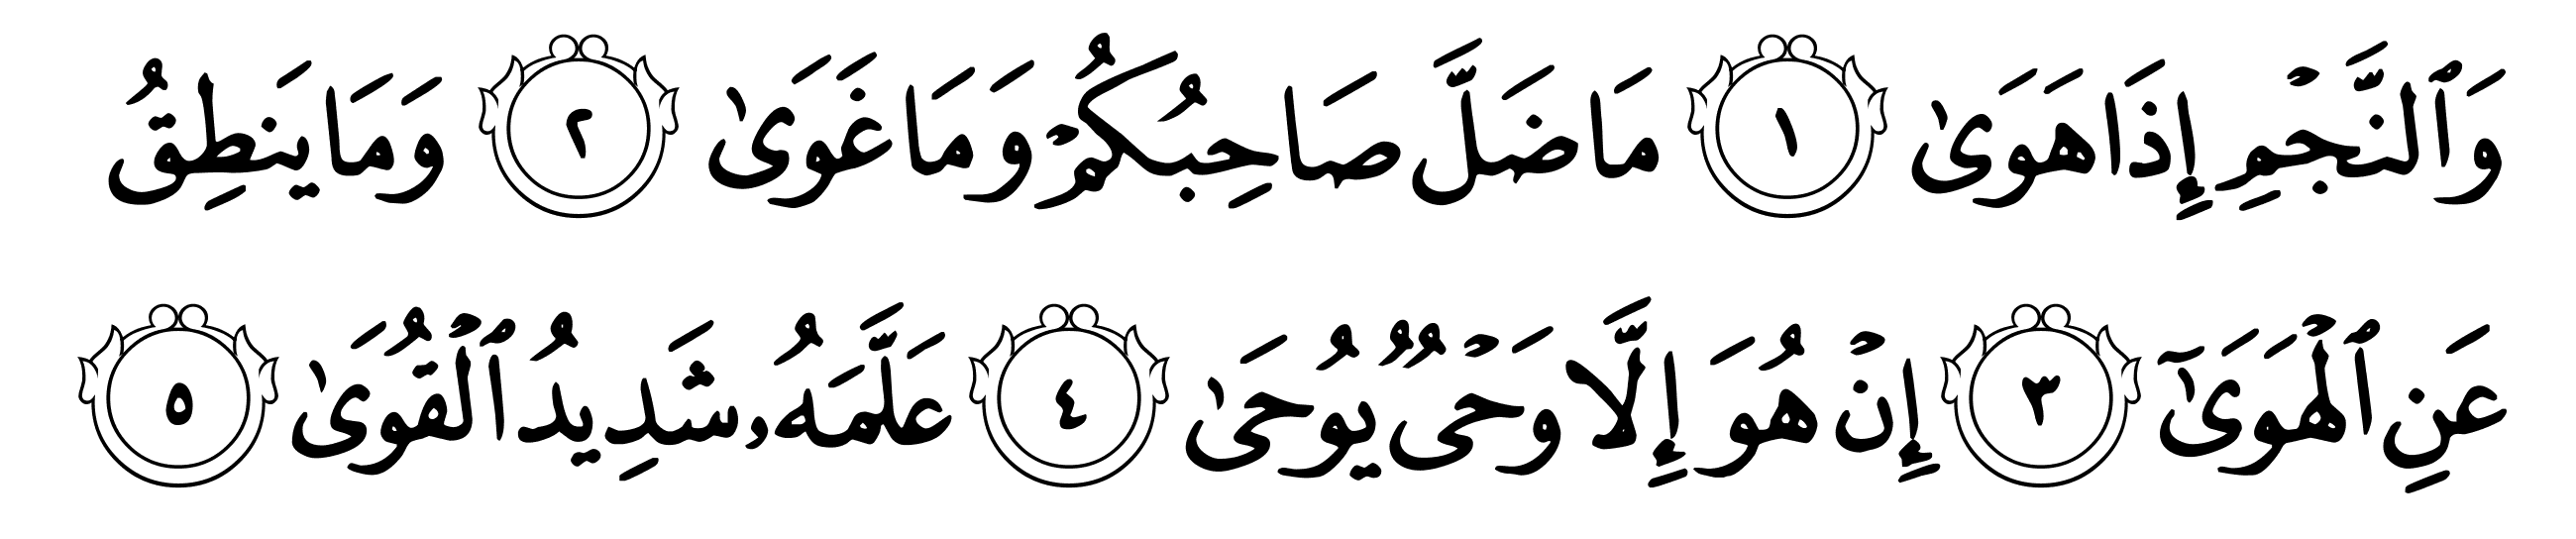 وَٱلنَّجۡمِ إِذَا هَوَىٰ ١ مَا ضَلَّ صَاحِبُكُمۡ وَمَا غَوَىٰ ٢ وَمَا يَنطِقُ
عَنِ ٱلۡهَوَىٰٓ ٣ إِنۡ هُوَ إِلَّا وَحۡيٞ يُوحَىٰ ٤ عَلَّمَهُۥ شَدِيدُ ٱلۡقُوَىٰ ٥